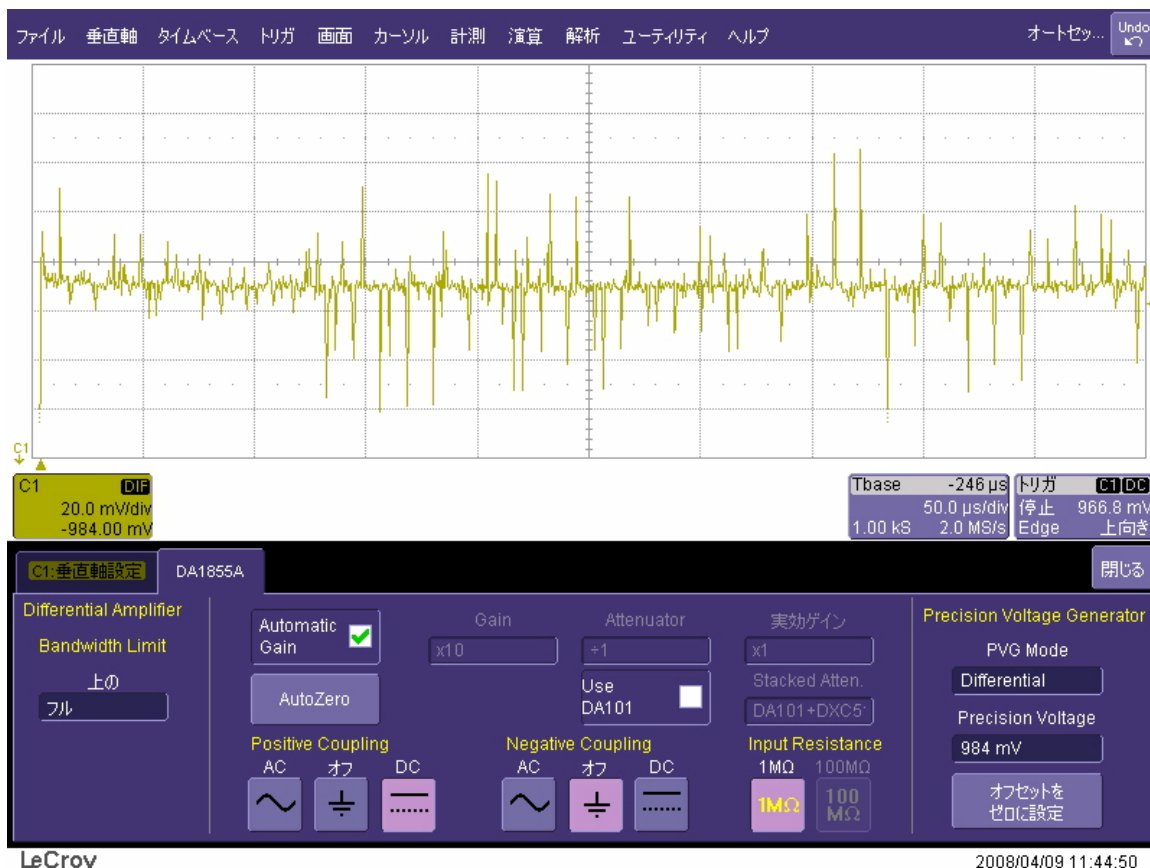 ファイル 垂直軸 タイムベース トリガ 画面 カーソル 計測 演算 解析 ユーティリティ ヘルプ オートセッ... Undo
C1
C1 DIF
20.0 mV/div
-984.00 mV
Tbase -246 µs
50.0 µs/div
1.00 kS 2.0 MS/s
トリガ C1 DC
停止 966.8 mV
Edge 上向き
C1:垂直軸設定 DA1855A 閉じる
Differential Amplifier
Bandwidth Limit
上の
フル
Automatic
Gain
AutoZero
Gain
x10
Attenuator
÷1
実効ゲイン
x1
Use
DA101
Stacked Atten.
DA101+DXC5
Positive Coupling
AC オフ DC
Negative Coupling
AC オフ DC
Input Resistance
1MΩ 100MΩ
1MΩ 100
MΩ
Precision Voltage Generator
PVG Mode
Differential
Precision Voltage
984 mV
オフセットを
ゼロに設定
LeCroy 2008/04/09 11:44:50